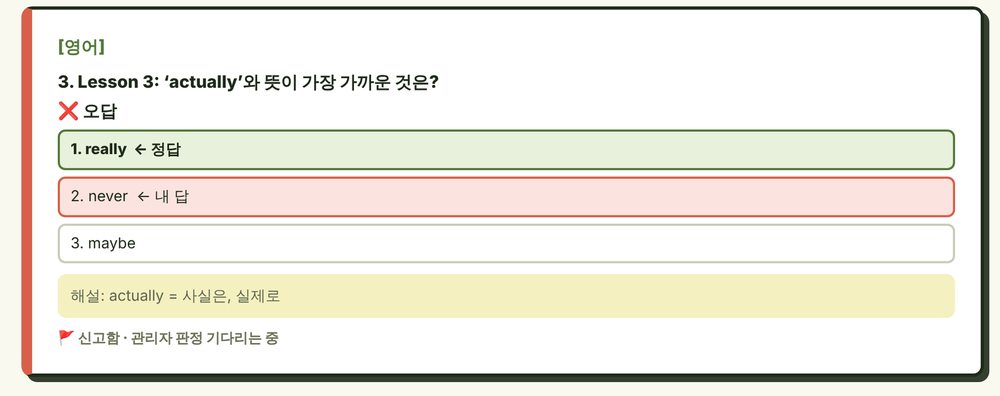 [영어]
3. Lesson 3: ‘actually’와 뜻이 가장 가까운 것은?
❌ 오답
1. really ← 정답
2. never ← 내 답
3. maybe
해설: actually = 사실은, 실제로
🚩 신고함 · 관리자 판정 기다리는 중